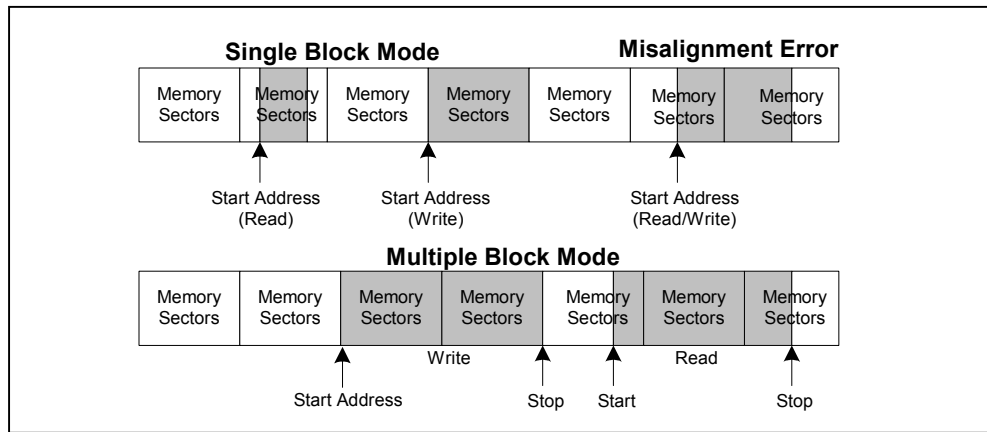 Single Block Mode
Misalignment Error
Memory Sectors
Memory Sectors
Memory Sectors
Memory Sectors
Memory Sectors
Memory Sectors
Memory Sectors
Start Address
(Read)
Start Address
(Write)
Start Address
(Read/Write)
Multiple Block Mode
Memory Sectors
Memory Sectors
Memory Sectors
Memory Sectors
Memory Sectors
Memory Sectors
Memory Sectors
Write
Read
Start Address
Stop
Start
Stop